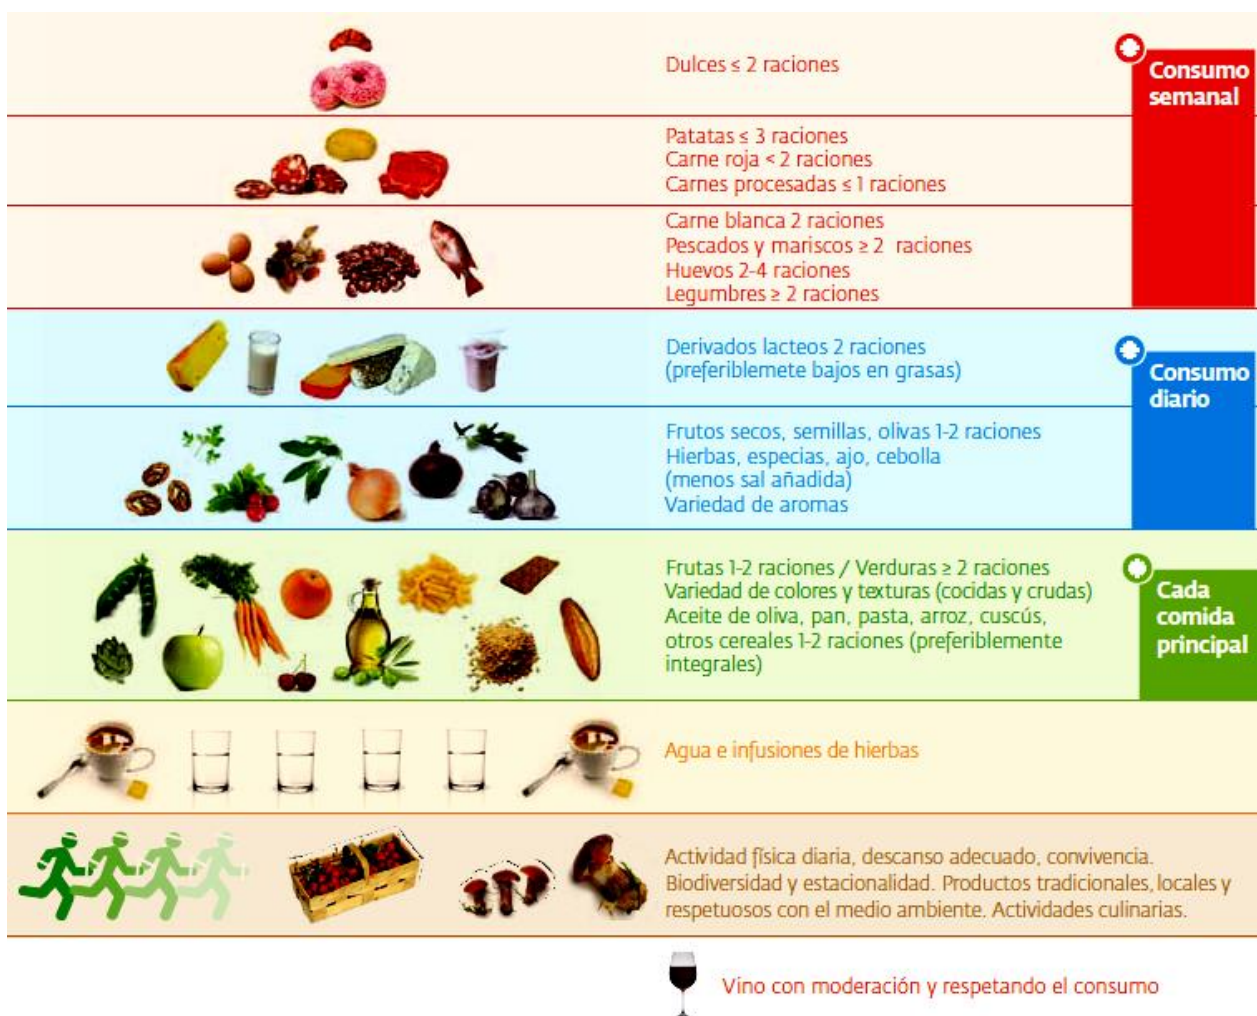 Dulces ≤ 2 raciones
Consumo
semanal
Patatas ≤ 3 raciones
Carne roja < 2 raciones
Carnes procesadas ≤ 1 raciones
Carne blanca 2 raciones
Pescados y mariscos ≥ 2 raciones
Huevos 2-4 raciones
Legumbres ≥ 2 raciones
Derivados lacteos 2 raciones
(preferiblemete bajos en grasas)
Consumo
diario
Frutos secos, semillas, olivas 1-2 raciones
Hierbas, especias, ajo, cebolla
(menos sal añadida)
Variedad de aromas
Frutas 1-2 raciones / Verduras ≥ 2 raciones
Variedad de colores y texturas (cocidas y crudas)
Aceite de oliva, pan, pasta, arroz, cuscús,
otros cereales 1-2 raciones (preferiblemente
integrales)
Cada
comida
principal
Agua e infusiones de hierbas
Actividad física diaria, descanso adecuado, convivencia.
Biodiversidad y estacionalidad. Productos tradicionales, locales y
respetuosos con el medio ambiente. Actividades culinarias.
Vino con moderación y respetando el consumo